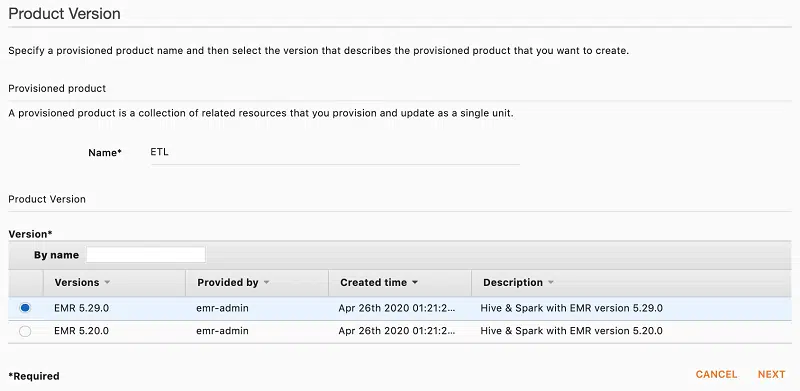 Product Version
Specify a provisioned product name and then select the version that describes the provisioned product that you want to create.
Provisioned product
A provisioned product is a collection of related resources that you provision and update as a single unit.
Name* ETL
Product Version
Version*
By name
Versions Provided by Created time Description
EMR 5.29.0 emr-admin Apr 26th 2020 01:21:2... Hive & Spark with EMR version 5.29.0
EMR 5.20.0 emr-admin Apr 26th 2020 01:21:2... Hive & Spark with EMR version 5.20.0
*Required CANCEL NEXT